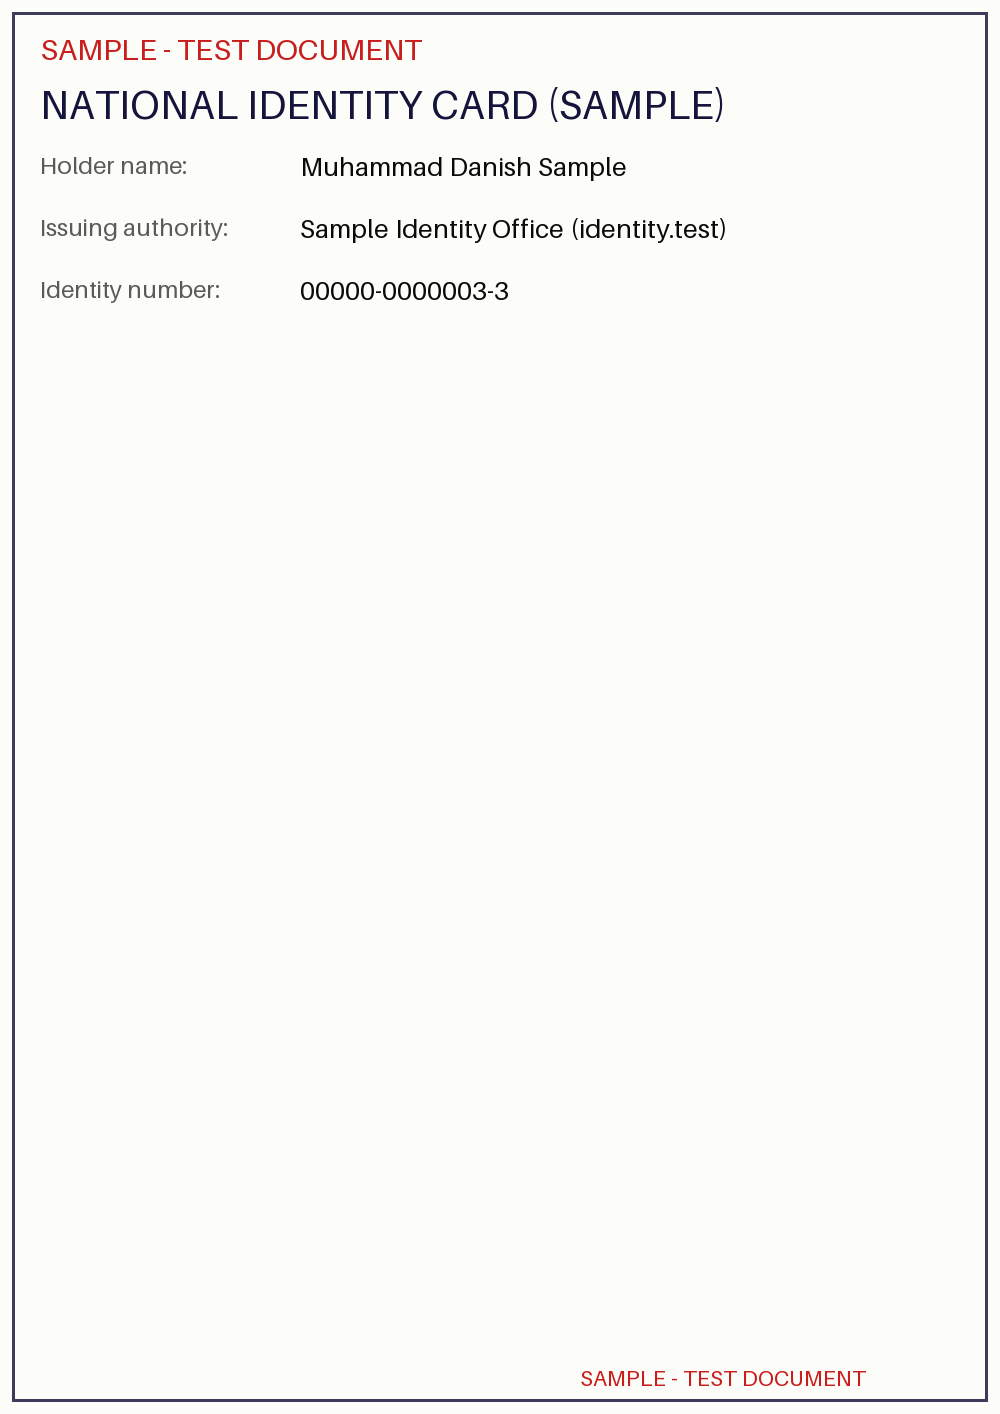 SAMPLE - TEST DOCUMENT
NATIONAL IDENTITY CARD (SAMPLE)
Holder name: Muhammad Danish Sample
Issuing authority: Sample Identity Office (identity.test)
Identity number: 00000-0000003-3
SAMPLE - TEST DOCUMENT